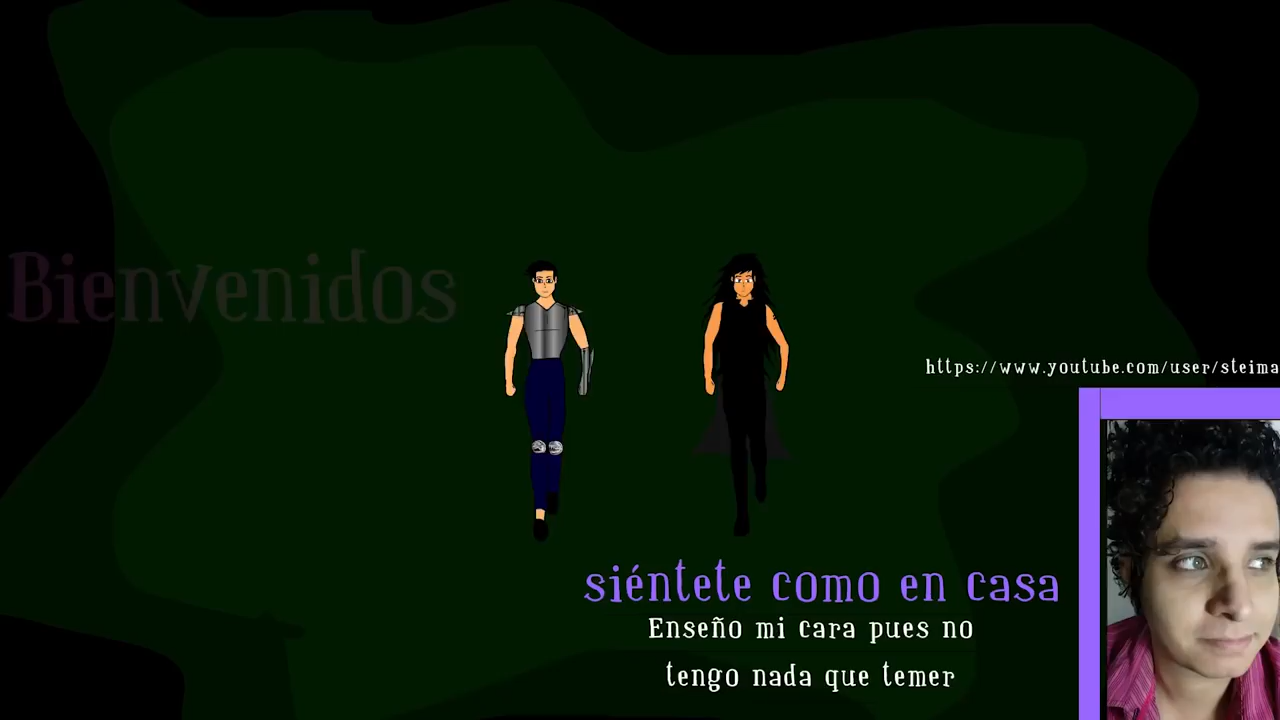 Bienvenidos
https://www.youtube.com/user/steima
siéntete como en casa
Enseño mi cara pues no
tengo nada que temer